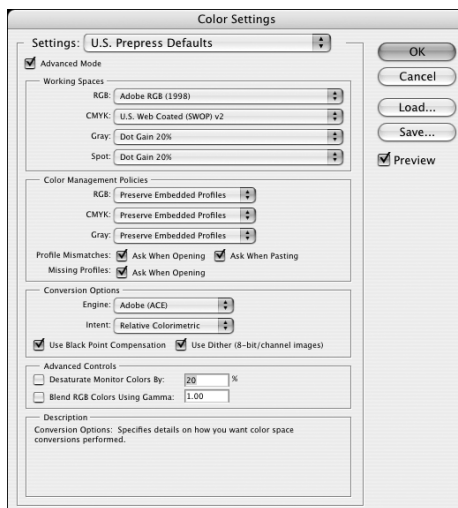 Color Settings
Settings: U.S. Prepress Defaults
Advanced Mode
Working Spaces
RGB: Adobe RGB (1998)
CMYK: U.S. Web Coated (SWOP) v2
Gray: Dot Gain 20%
Spot: Dot Gain 20%
Color Management Policies
RGB: Preserve Embedded Profiles
CMYK: Preserve Embedded Profiles
Gray: Preserve Embedded Profiles
Profile Mismatches: Ask When Opening Ask When Pasting
Missing Profiles: Ask When Opening
Conversion Options
Engine: Adobe (ACE)
Intent: Relative Colorimetric
Use Black Point Compensation Use Dither (8-bit/channel images)
Advanced Controls
Desaturate Monitor Colors By: 20 %
Blend RGB Colors Using Gamma: 1.00
Description
Conversion Options: Specifies details on how you want color space
conversions performed.
OK
Cancel
Load...
Save...
Preview